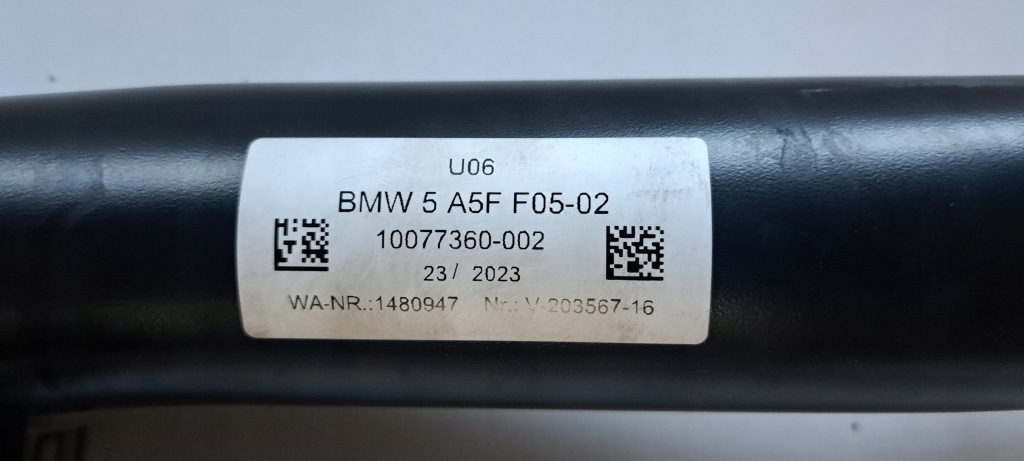 U06
BMW 5 A5F F05-02
10077360-002
23/ 2023
WA-NR.:1480947 Nr.: V-203567-16